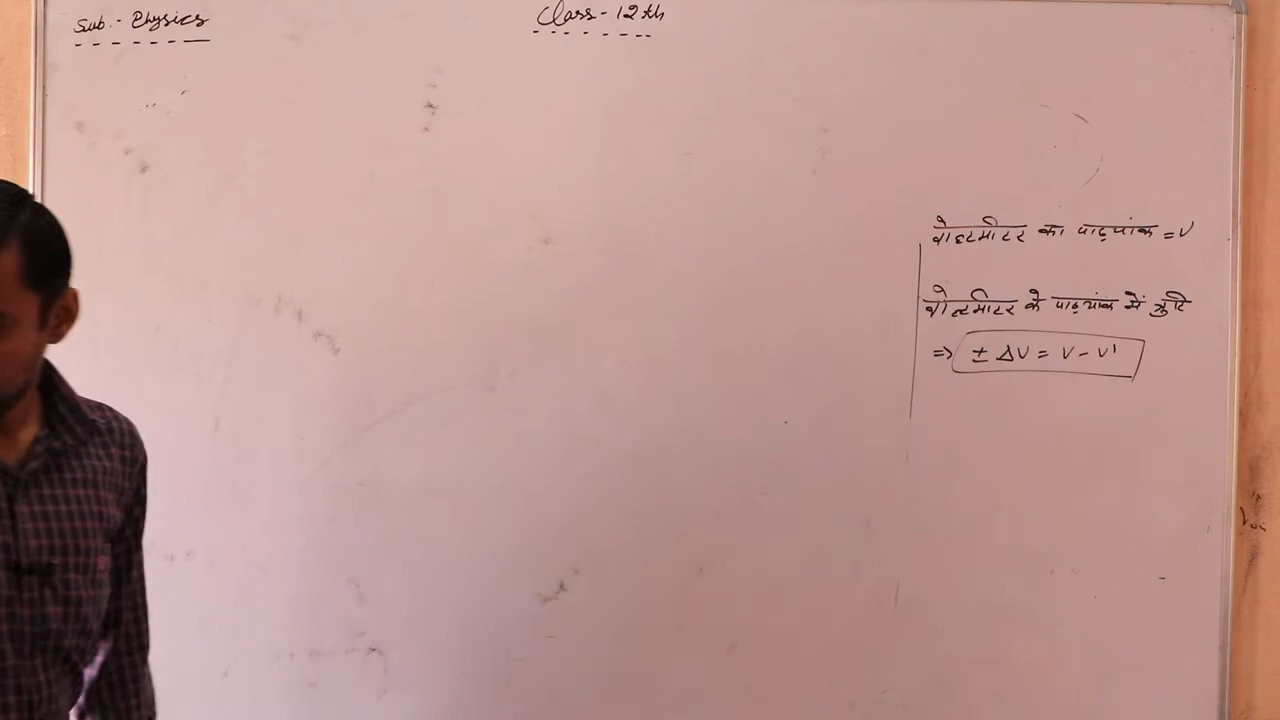 Sub. - Physics
Class - 12th
वोल्टमीटर का पाठ्यांक = V
वोल्टमीटर के पाठ्यांक में त्रुटि
=> ± ΔV = V - V'